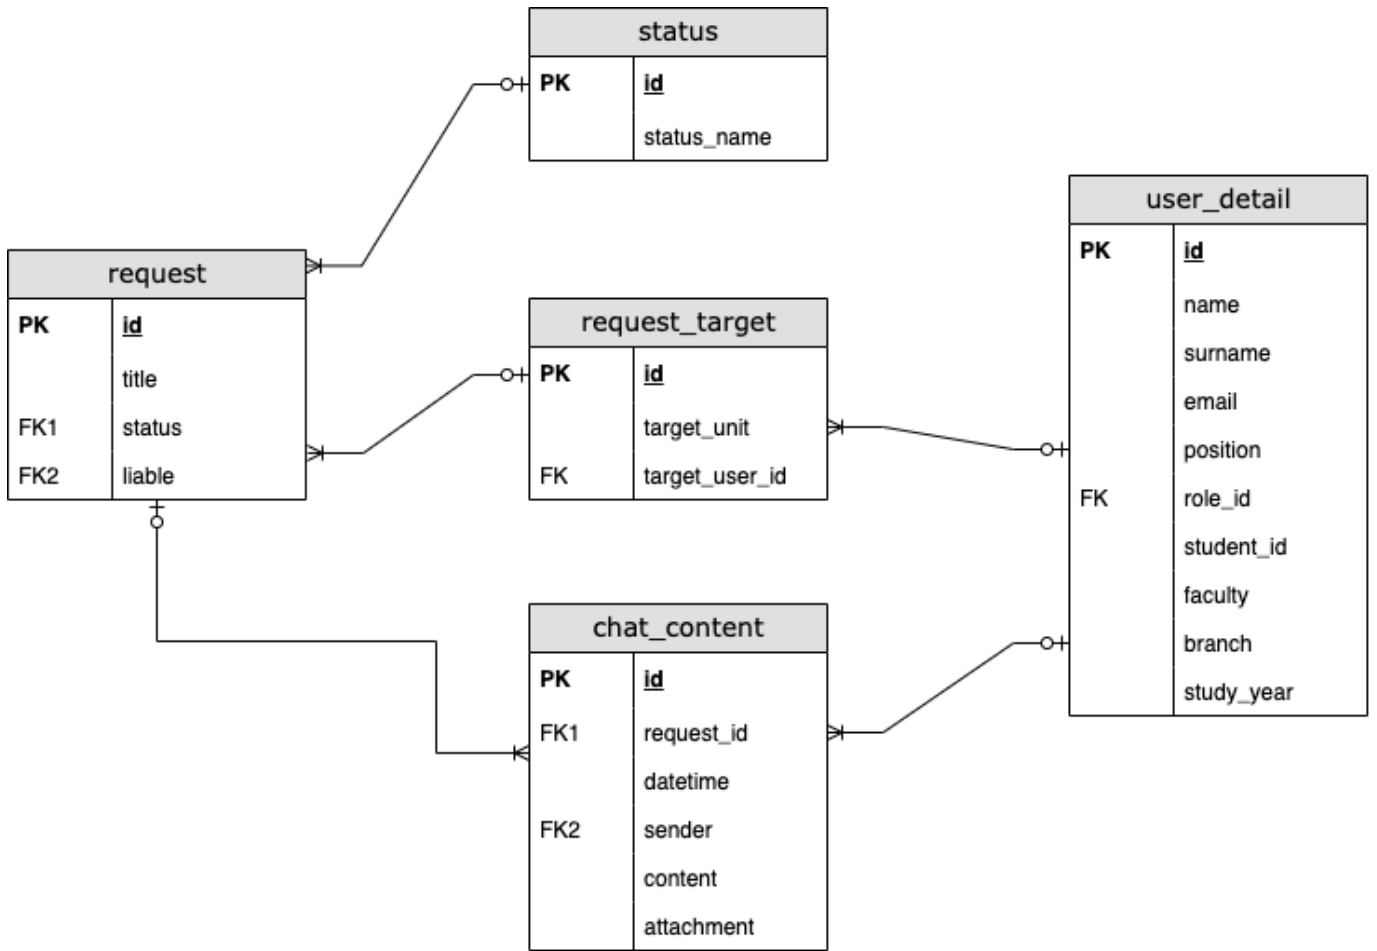 status
PK id
status_name
user_detail
PK id
name
surname
email
position
FK role_id
student_id
faculty
branch
study_year
request
PK id
title
FK1 status
FK2 liable
request_target
PK id
target_unit
FK target_user_id
chat_content
PK id
FK1 request_id
datetime
FK2 sender
content
attachment